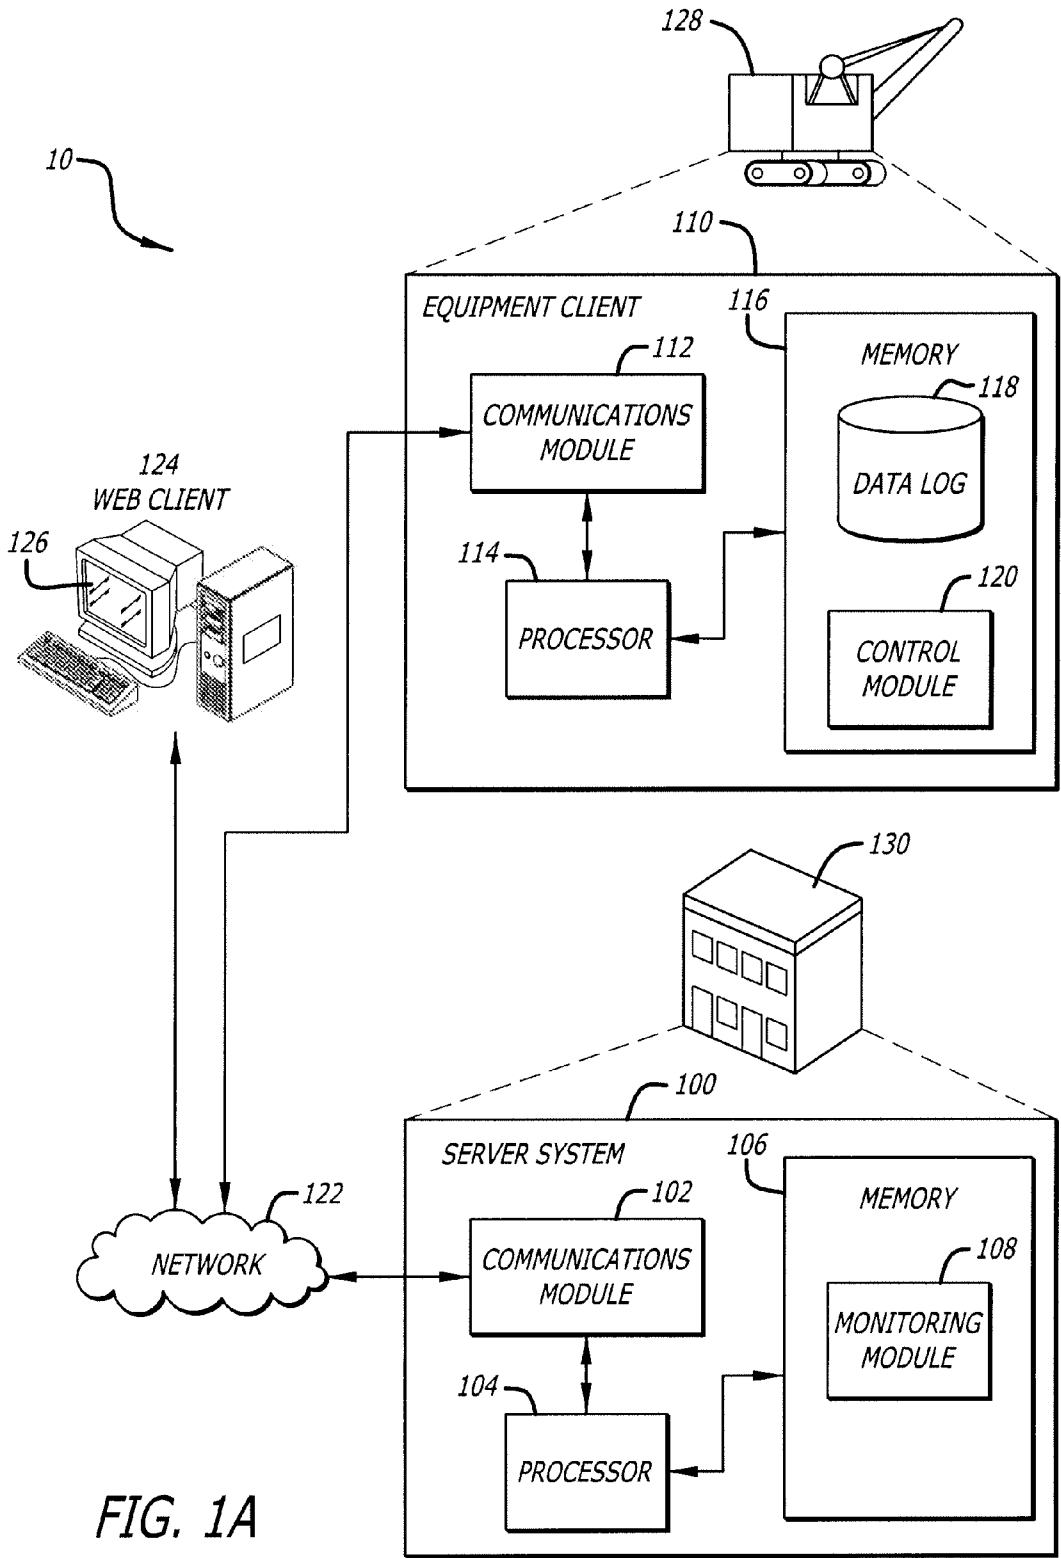 128
10
110
EQUIPMENT CLIENT
116
MEMORY
112
COMMUNICATIONS
MODULE
118
DATA LOG
114
PROCESSOR
120
CONTROL
MODULE
124
WEB CLIENT
126
130
100
SERVER SYSTEM
106
MEMORY
122
NETWORK
102
COMMUNICATIONS
MODULE
108
MONITORING
MODULE
104
PROCESSOR
FIG. 1A